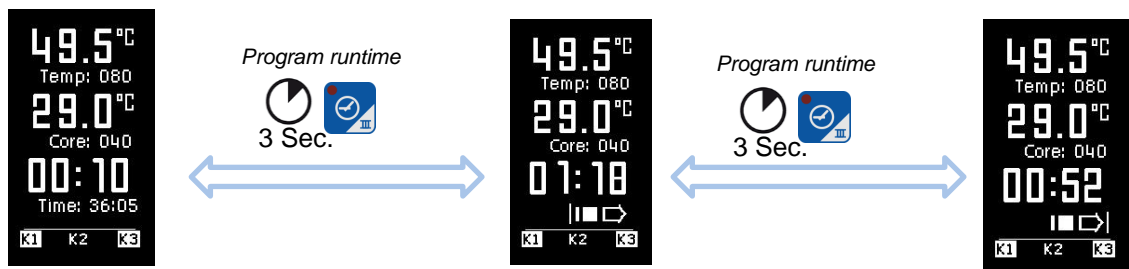 49.5°C
Temp: 080
29.0°C
Core: 040
00:10
Time: 36:05
K1 K2 K3
Program runtime
III
3 Sec.
49.5°C
Temp: 080
29.0°C
Core: 040
01:18
K1 K2 K3
Program runtime
III
3 Sec.
49.5°C
Temp: 080
29.0°C
Core: 040
00:52
K1 K2 K3